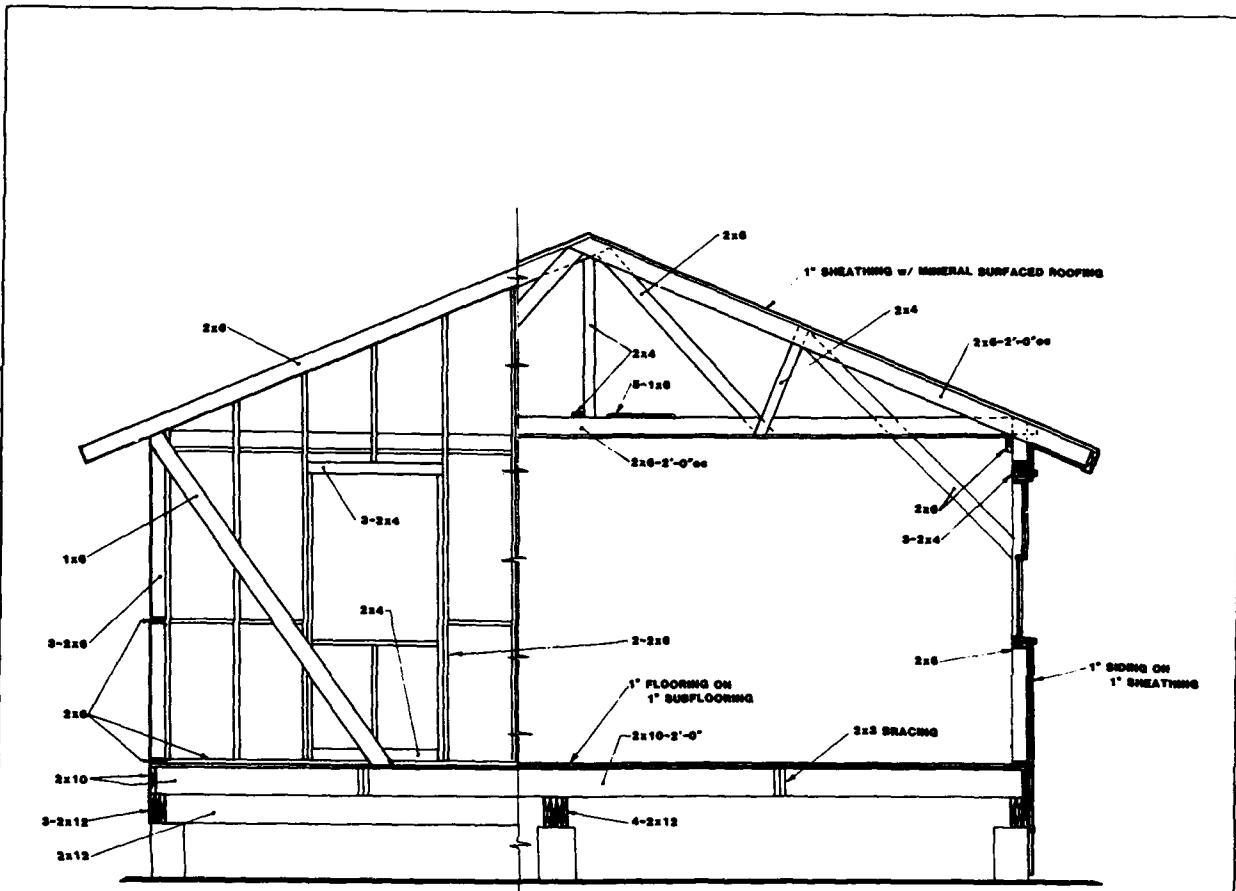 2x6
1" SHEATHING w/ MINERAL SURFACED ROOFING
2x4
2x6
2x6-2'-0"oc
2x4
5-1x6
2x6-2'-0"oc
3-2x4
2x6
3-2x4
1x6
2x4
3-2x6
2-2x6
2x6
1" SIDING ON
1" SHEATHING
1" FLOORING ON
1" SUBFLOORING
2x6
2x10-2'-0"
2x3 BRACING
2x10
3-2x12
4-2x12
2x12